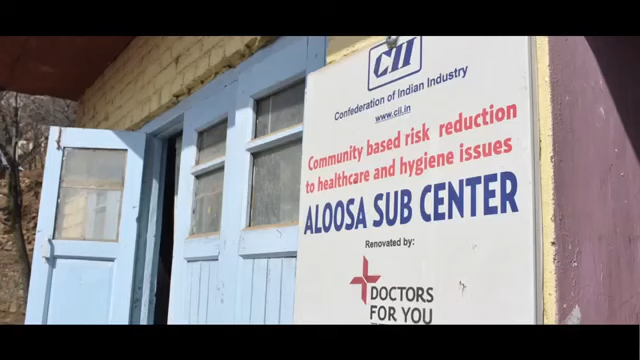 CII
Confederation of Indian Industry
www.cii.in
Community based risk reduction
to healthcare and hygiene issues
ALOOSA SUB CENTER
Renovated by:
DOCTORS
FOR YOU